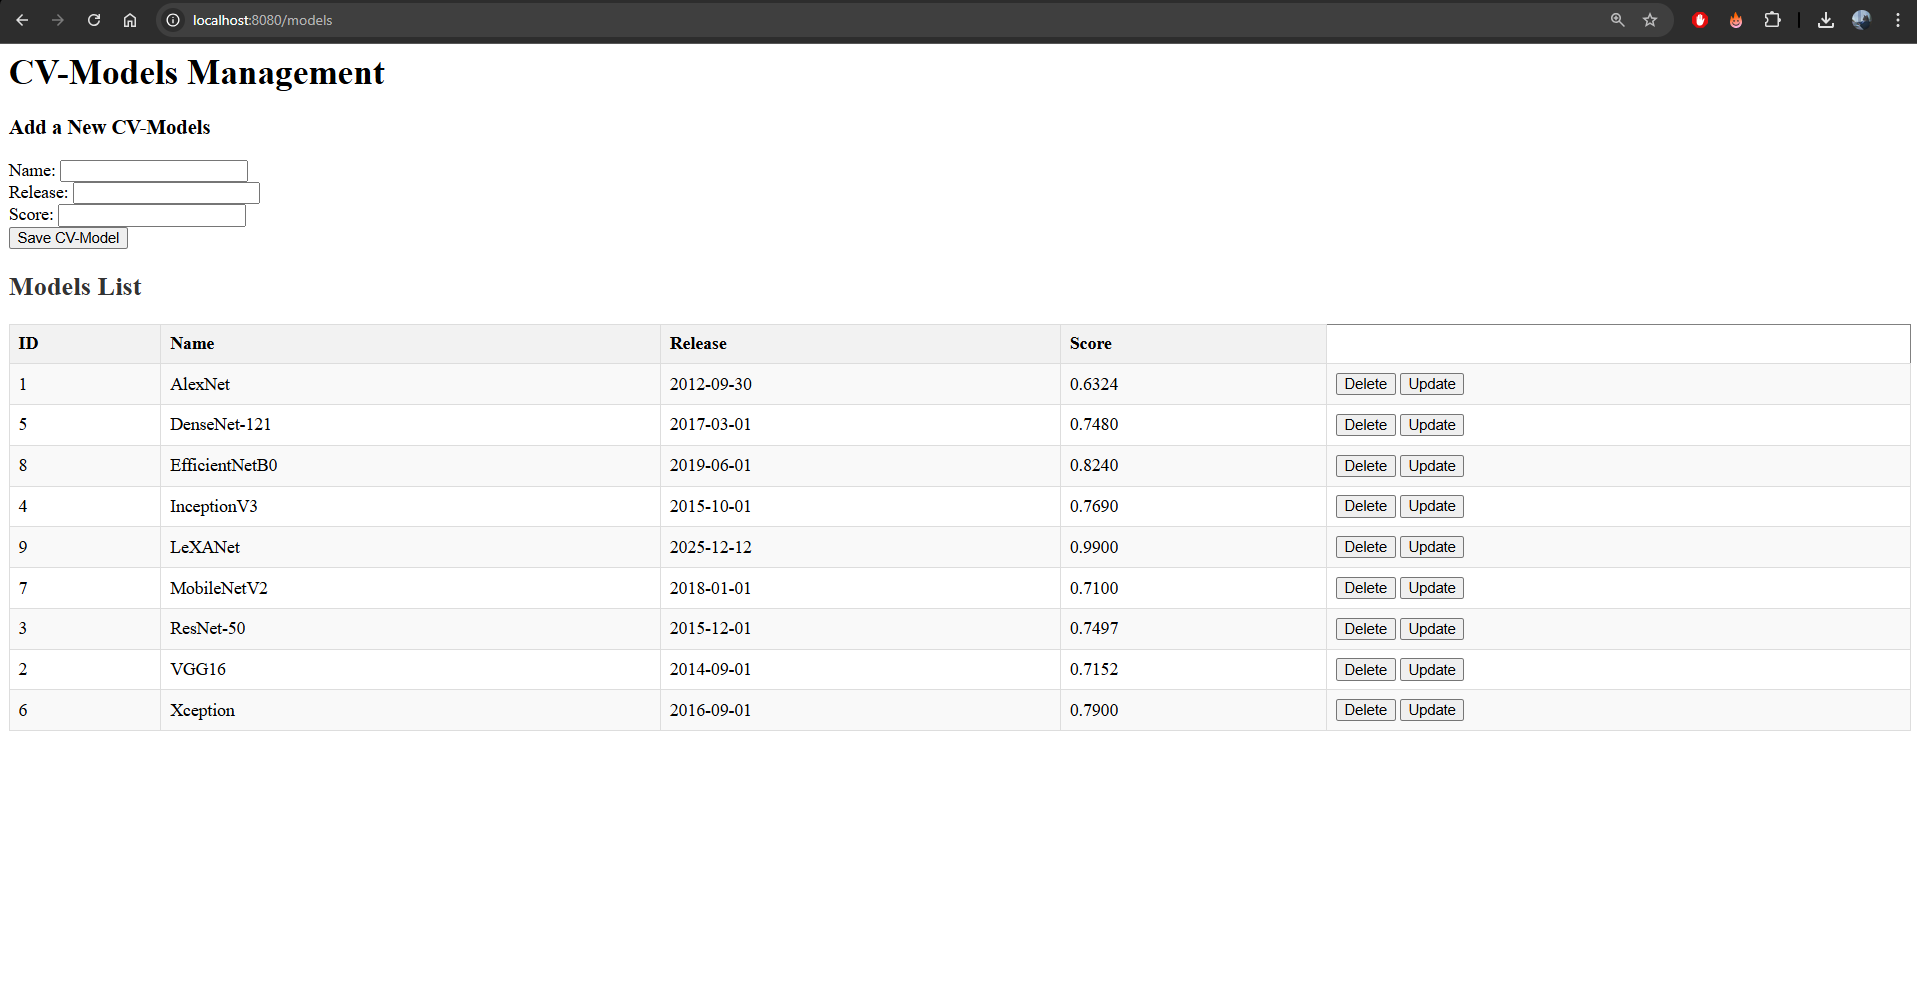 localhost:8080/models
CV-Models Management
Add a New CV-Models
Name:
Release:
Score:
Save CV-Model
Models List
ID Name Release Score
1 AlexNet 2012-09-30 0.6324 Delete Update
5 DenseNet-121 2017-03-01 0.7480 Delete Update
8 EfficientNetB0 2019-06-01 0.8240 Delete Update
4 InceptionV3 2015-10-01 0.7690 Delete Update
9 LeXANet 2025-12-12 0.9900 Delete Update
7 MobileNetV2 2018-01-01 0.7100 Delete Update
3 ResNet-50 2015-12-01 0.7497 Delete Update
2 VGG16 2014-09-01 0.7152 Delete Update
6 Xception 2016-09-01 0.7900 Delete Update